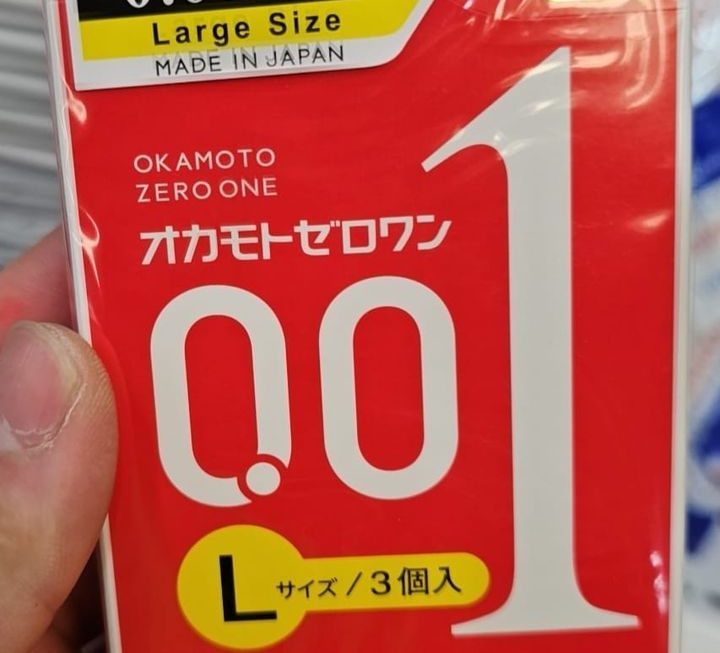 Large Size
MADE IN JAPAN
OKAMOTO
ZERO ONE
オカモトゼロワン
0.01
L サイズ / 3個入